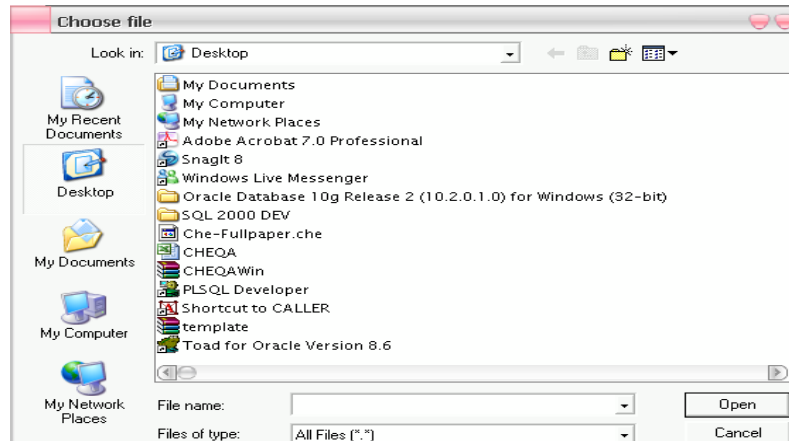 Choose file
Look in: Desktop
My Recent
Documents
Desktop
My Documents
My Computer
My Network
Places
My Documents
My Computer
My Network Places
Adobe Acrobat 7.0 Professional
SnagIt 8
Windows Live Messenger
Oracle Database 10g Release 2 (10.2.0.1.0) for Windows (32-bit)
SQL 2000 DEV
Che-Fullpaper.che
CHEQA
CHEQAWin
PLSQL Developer
Shortcut to CALLER
template
Toad for Oracle Version 8.6
File name:
Open
Files of type: All Files (*.*)
Cancel